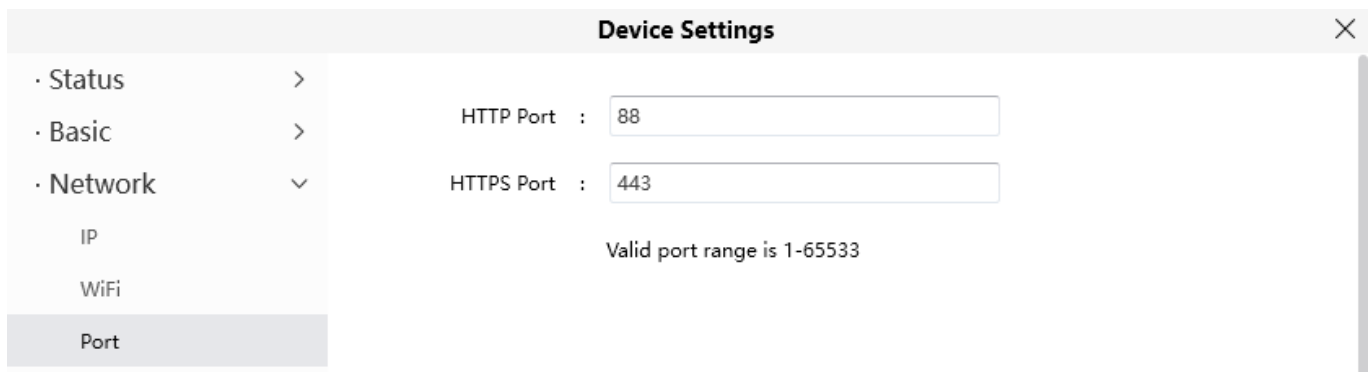 Device Settings
· Status
· Basic
· Network
IP
WiFi
Port
HTTP Port : 88
HTTPS Port : 443
Valid port range is 1-65533